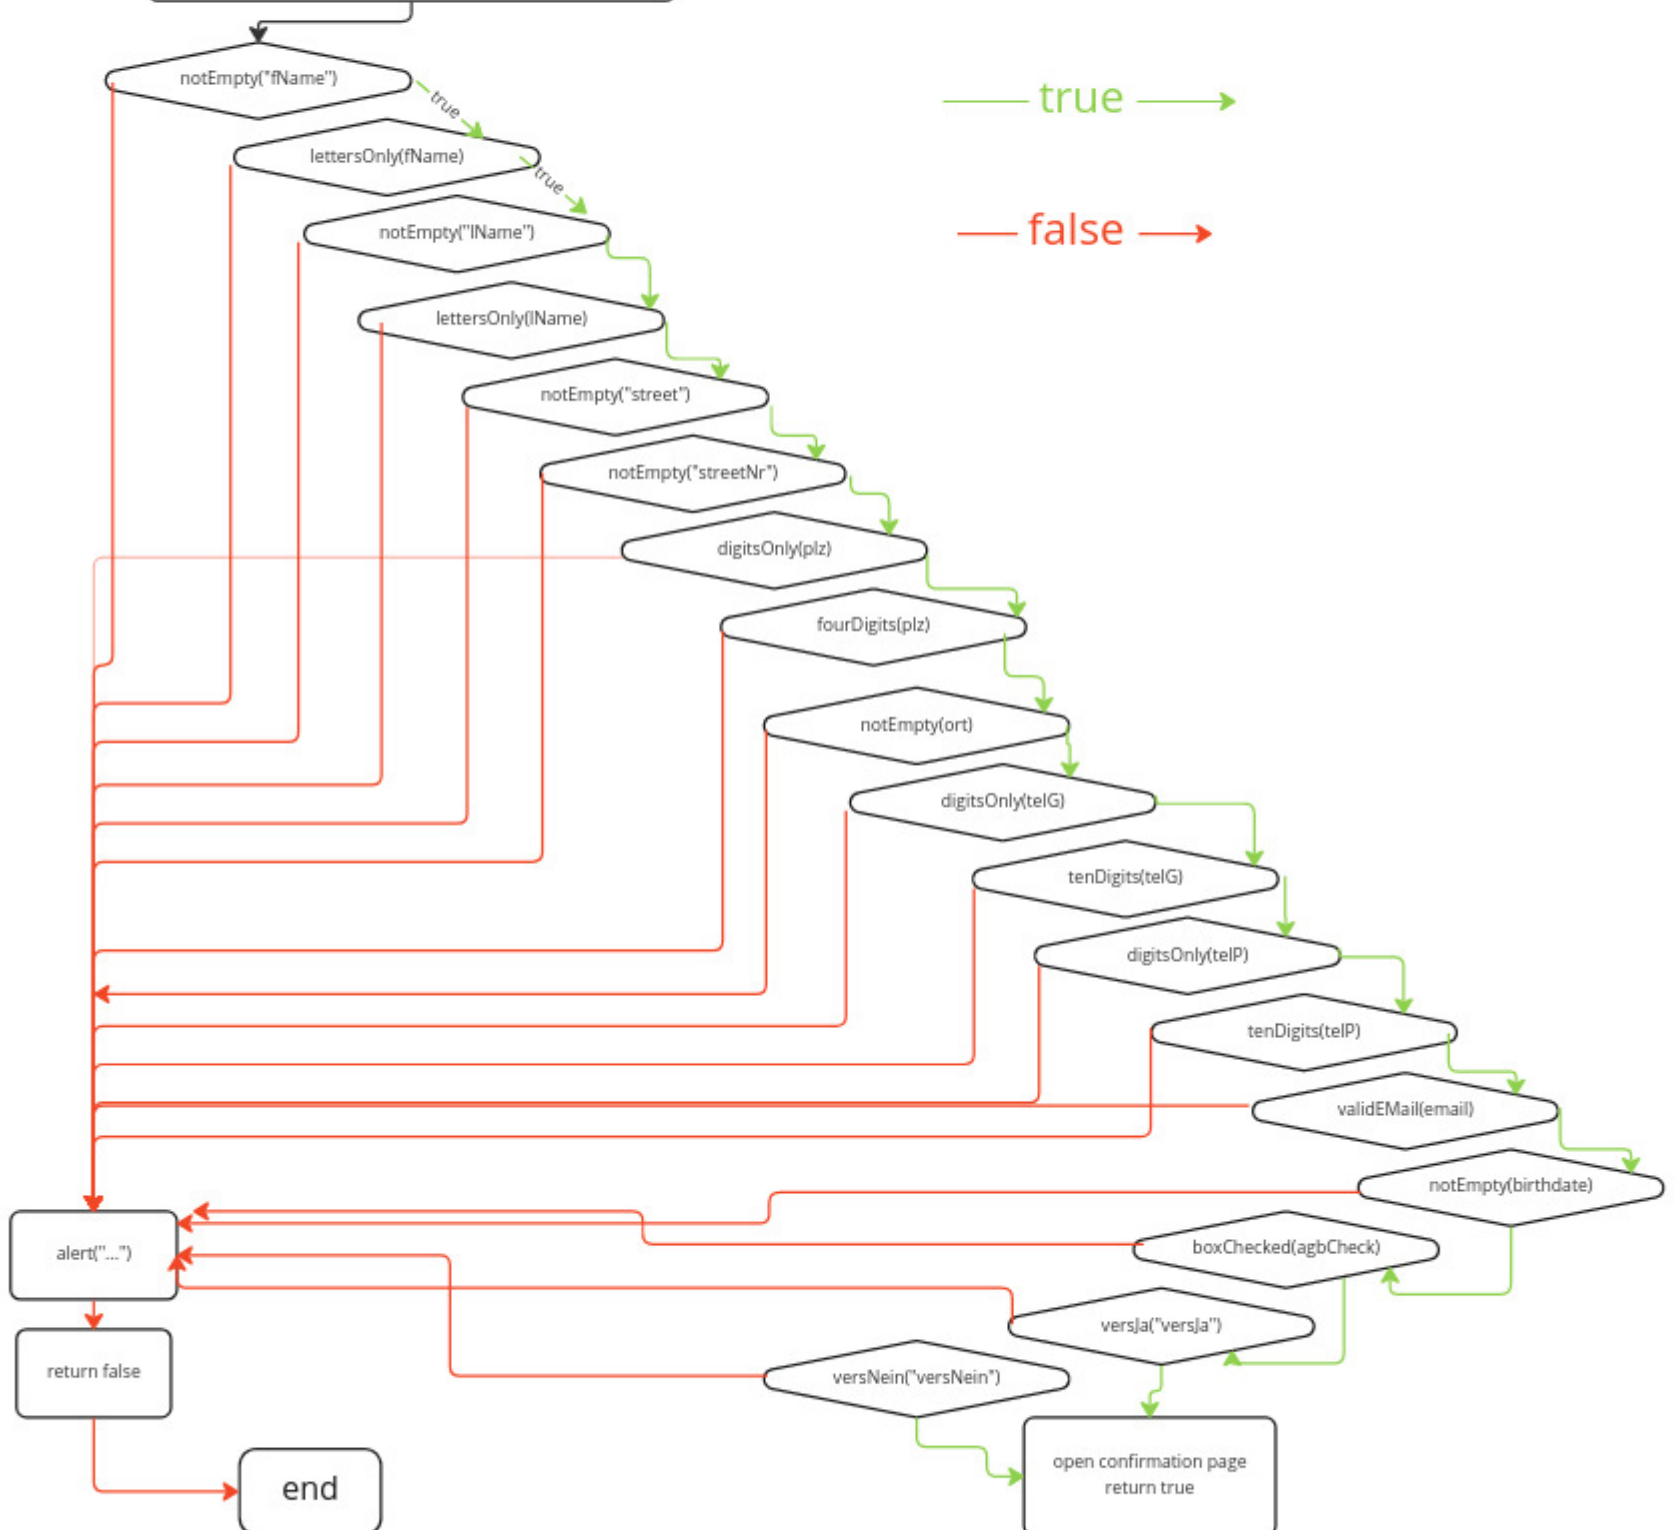 notEmpty("fName")
true
true
lettersOnly(fName)
true
notEmpty("lName")
false
lettersOnly(lName)
notEmpty("street")
notEmpty("streetNr")
digitsOnly(plz)
fourDigits(plz)
notEmpty(ort)
digitsOnly(telG)
tenDigits(telG)
digitsOnly(telP)
tenDigits(telP)
validEMail(email)
notEmpty(birthdate)
boxChecked(agbCheck)
alert("...")
versJa("versJa")
return false
versNein("versNein")
open confirmation page
return true
end